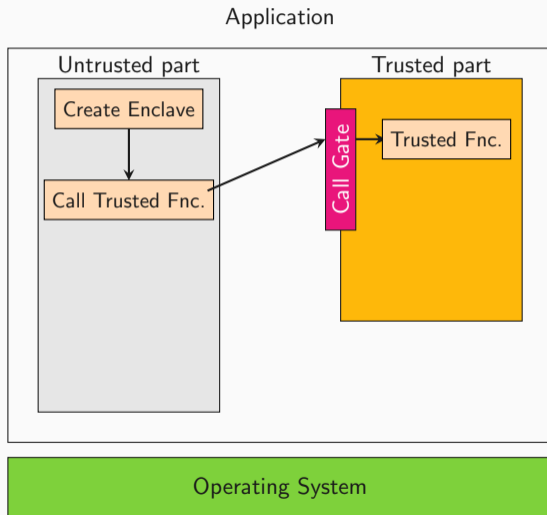 Application
Untrusted part
Trusted part
Create Enclave
Call Trusted Fnc.
Call Gate
Trusted Fnc.
Operating System